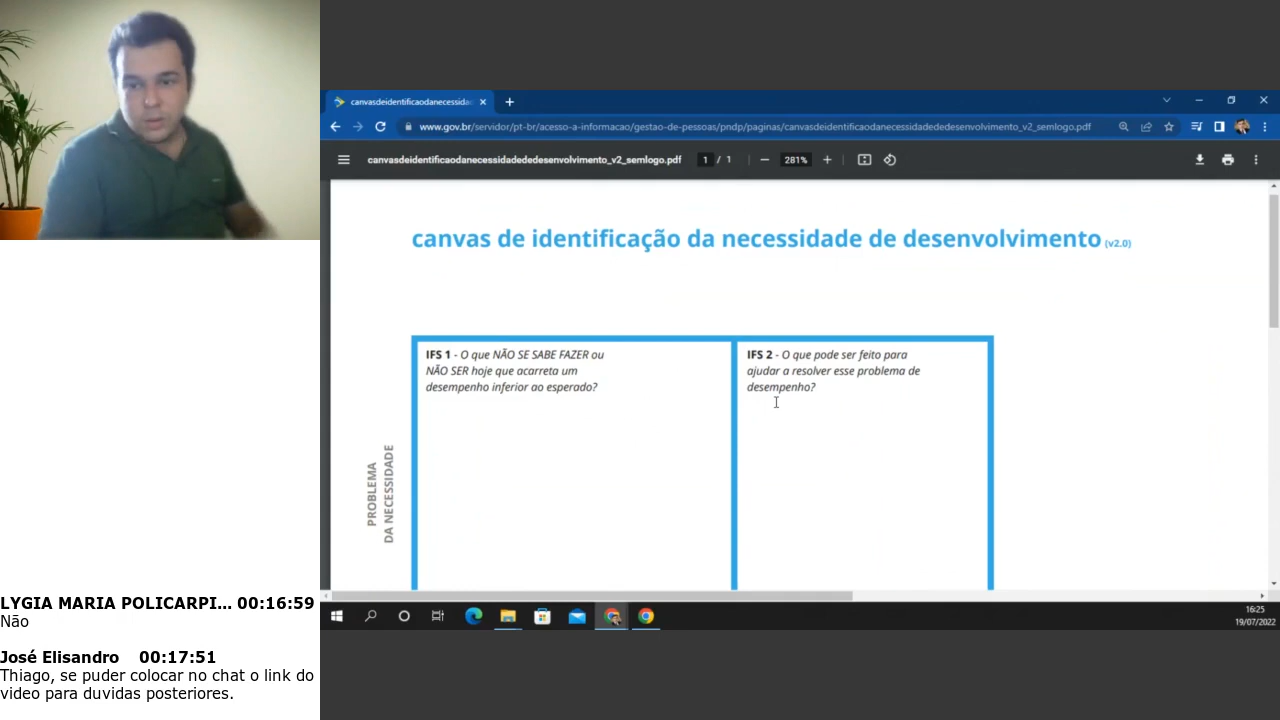 canvasdeidentificaodanecessida
www.gov.br/servidor/pt-br/acesso-a-informacao/gestao-de-pessoas/pndp/paginas/canvasdeidentificaodanecessidadededesenvolvimento_v2_semlogo.pdf
canvasdeidentificaodanecessidadededesenvolvimento_v2_semlogo.pdf
1 / 1
281%
canvas de identificação da necessidade de desenvolvimento (v2.0)
IFS 1 - O que NÃO SE SABE FAZER ou
NÃO SER hoje que acarreta um
desempenho inferior ao esperado?
IFS 2 - O que pode ser feito para
ajudar a resolver esse problema de
desempenho?
PROBLEMA
DA NECESSIDADE
LYGIA MARIA POLICARPI... 00:16:59
Não
José Elisandro 00:17:51
Thiago, se puder colocar no chat o link do
video para duvidas posteriores.
16:25
19/07/2022